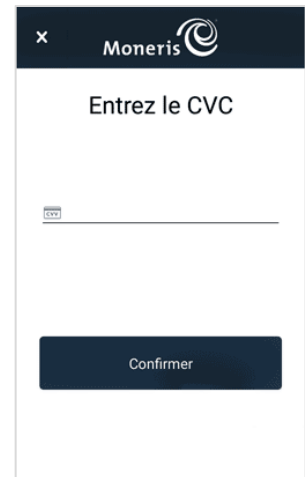 ×
Moneris
Entrez le CVC
CVV
Confirmer